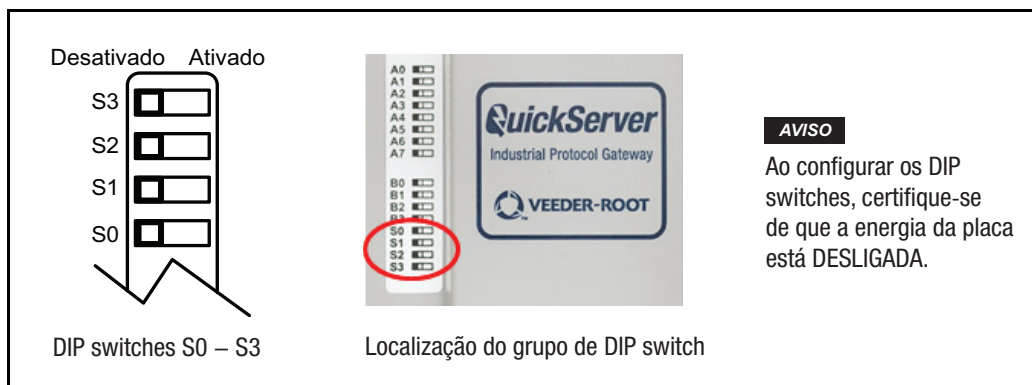 Desativado Ativado
S3
S2
S1
S0
DIP switches S0 – S3
A0
A1
A2
A3
A4
A5
A6
A7
B0
B1
B2
B3
S0
S1
S2
S3
QuickServer
Industrial Protocol Gateway
VEEDER-ROOT
Localização do grupo de DIP switch
AVISO
Ao configurar os DIP
switches, certifique-se
de que a energia da placa
está DESLIGADA.